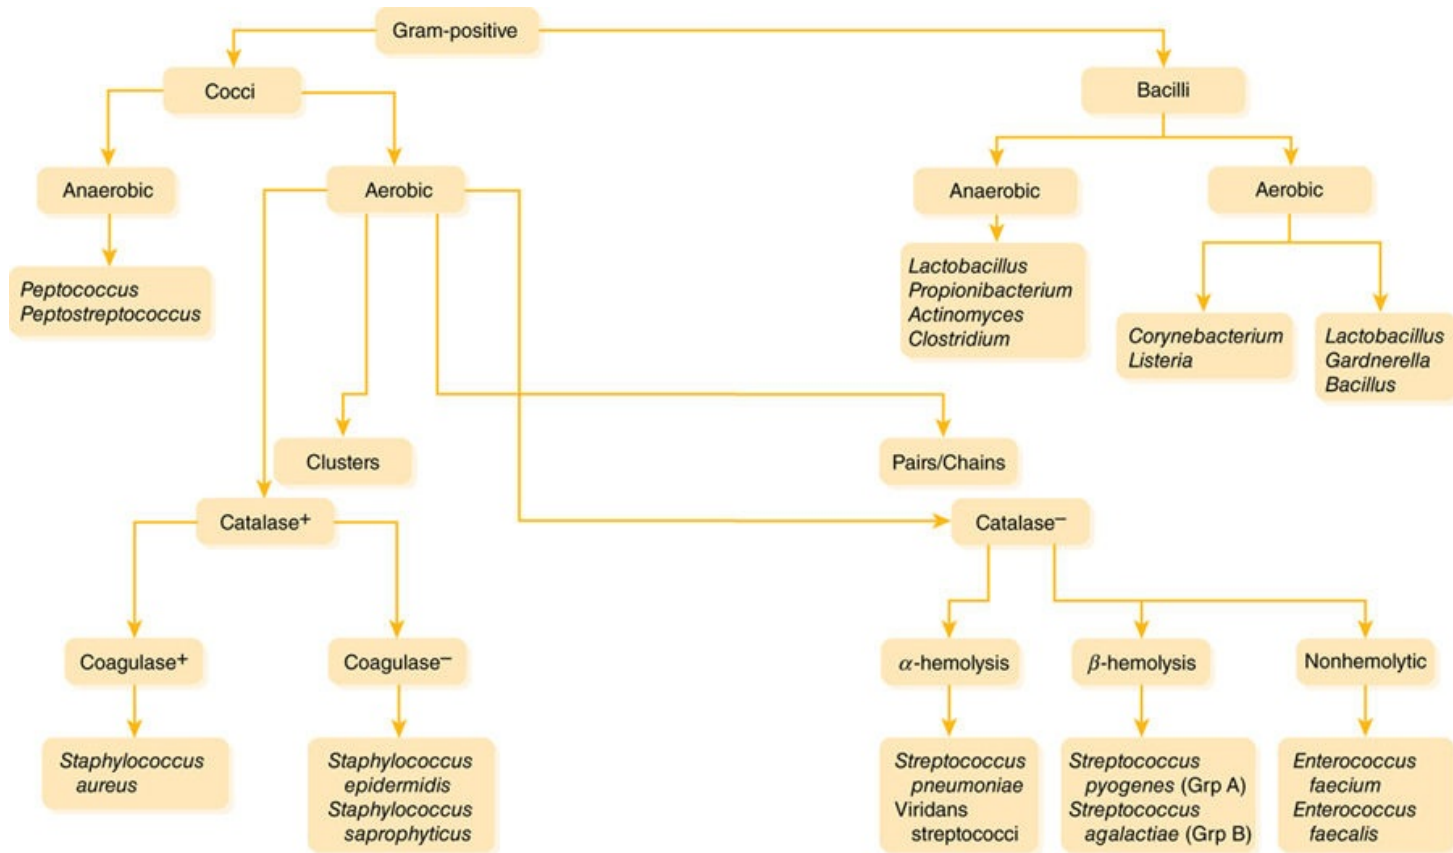 Gram-positive
Cocci
Bacilli
Anaerobic
Aerobic
Anaerobic
Aerobic
Peptococcus
Peptostreptococcus
Lactobacillus
Propionibacterium
Actinomyces
Clostridium
Corynebacterium
Listeria
Lactobacillus
Gardnerella
Bacillus
Clusters
Pairs/Chains
Catalase⁺
Catalase⁻
Coagulase⁺
Coagulase⁻
α-hemolysis
β-hemolysis
Nonhemolytic
Staphylococcus
aureus
Staphylococcus
epidermidis
Staphylococcus
saprophyticus
Streptococcus
pneumoniae
Viridans
streptococci
Streptococcus
pyogenes (Grp A)
Streptococcus
agalactiae (Grp B)
Enterococcus
faecium
Enterococcus
faecalis